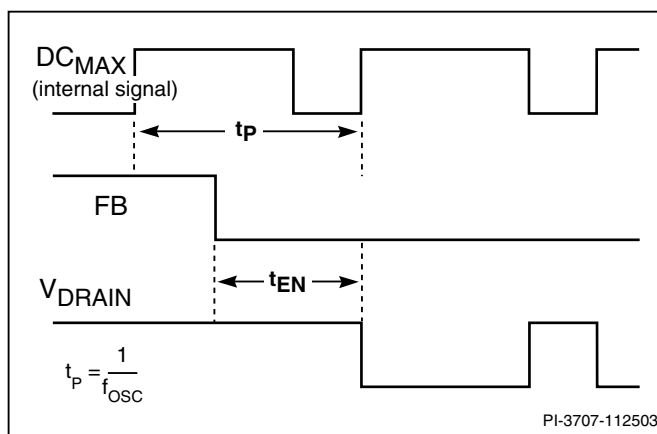 DCMAX
(internal signal)
tP
FB
tEN
VDRAIN
tP = 1/fOSC
PI-3707-112503